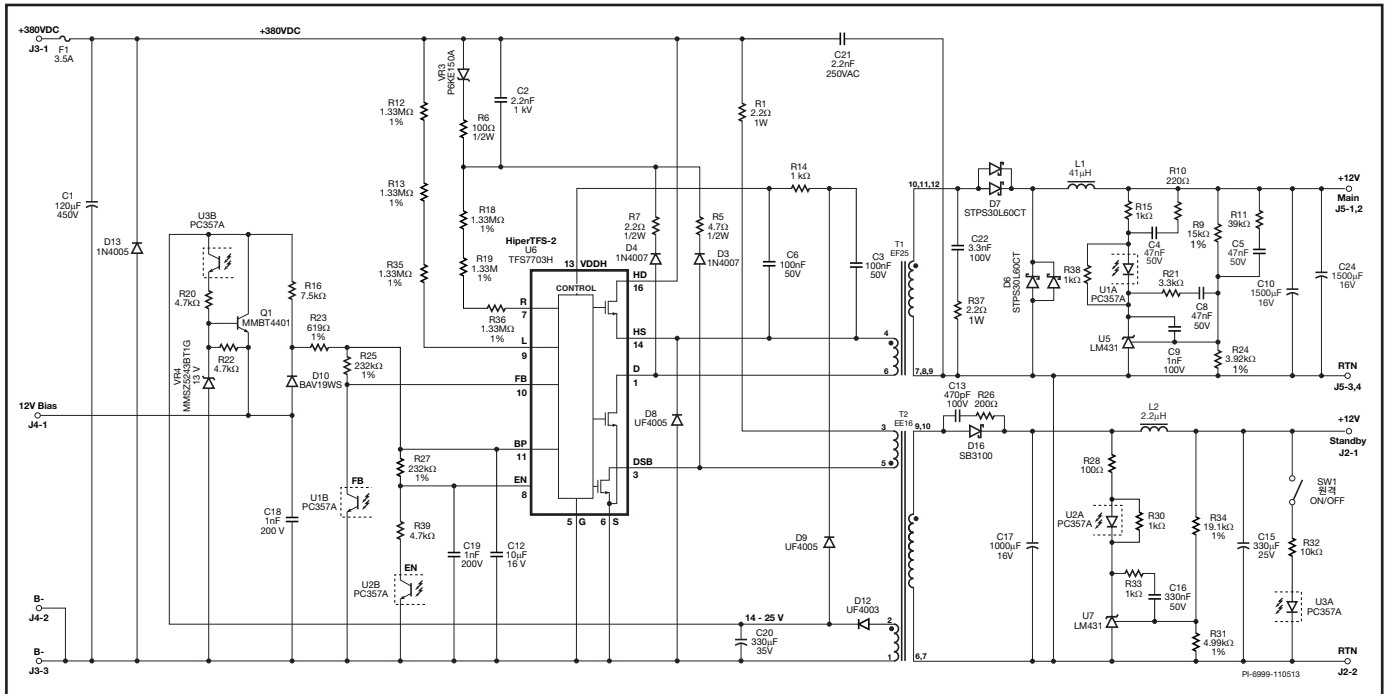 +380VDC
J3-1
F1
3.5A
+380VDC
C21
2.2nF
250VAC
VR3
P6KE150A
C2
2.2nF
1 kV
R12
1.33MΩ
1%
R6
100Ω
1/2W
R1
2.2Ω
1W
C1
120μF
450V
D13
1N4005
U3B
PC357A
R20
4.7kΩ
Q1
MMBT4401
R22
4.7kΩ
VR4
MMSZ5243BT1G
13 V
R16
7.5kΩ
R23
619Ω
1%
R25
232kΩ
1%
D10
BAV19WS
12V Bias
J4-1
R13
1.33MΩ
1%
R35
1.33MΩ
1%
R18
1.33MΩ
1%
R19
1.33M
1%
R36
1.33MΩ
1%
HiperTFS-2
U6
TFS7703H
13 VDDH
CONTROL
R
7
L
9
FB
10
BP
11
EN
8
HD
16
HS
14
D
1
DSB
3
5 G
6 S
R7
2.2Ω
1/2W
D4
1N4007
R5
4.7Ω
1/2W
D3
1N4007
R14
1 kΩ
C6
100nF
50V
C3
100nF
50V
D8
UF4005
D9
UF4005
T1
EF25
10,11,12
4
6
7,8,9
C22
3.3nF
100V
R37
2.2Ω
1W
D7
STPS30L60CT
D6
STPS30L60CT
L1
41μH
R15
1kΩ
R10
220Ω
C4
47nF
50V
R38
1kΩ
U1A
PC357A
R21
3.3kΩ
C8
47nF
50V
U5
LM431
C9
1nF
100V
R9
15kΩ
1%
R11
39kΩ
C5
47nF
50V
R24
3.92kΩ
1%
C10
1500μF
16V
C24
1500μF
16V
+12V
Main
J5-1,2
RTN
J5-3,4
R27
232kΩ
1%
R39
4.7kΩ
FB
U1B
PC357A
C18
1nF
200 V
EN
U2B
PC357A
C19
1nF
200V
C12
10μF
16 V
T2
EE16
3
5
9,10
2
1
6,7
C13
470pF
100V
R26
200Ω
D16
SB3100
L2
2.2μH
C17
1000μF
16V
R28
100Ω
U2A
PC357A
R30
1kΩ
R33
1kΩ
C16
330nF
50V
U7
LM431
R34
19.1kΩ
1%
R31
4.99kΩ
1%
C15
330μF
25V
SW1
원격
ON/OFF
R32
10kΩ
U3A
PC357A
+12V
Standby
J2-1
RTN
J2-2
D12
UF4003
14 - 25 V
C20
330μF
35V
B-
J4-2
B-
J3-3
PI-6999-110513